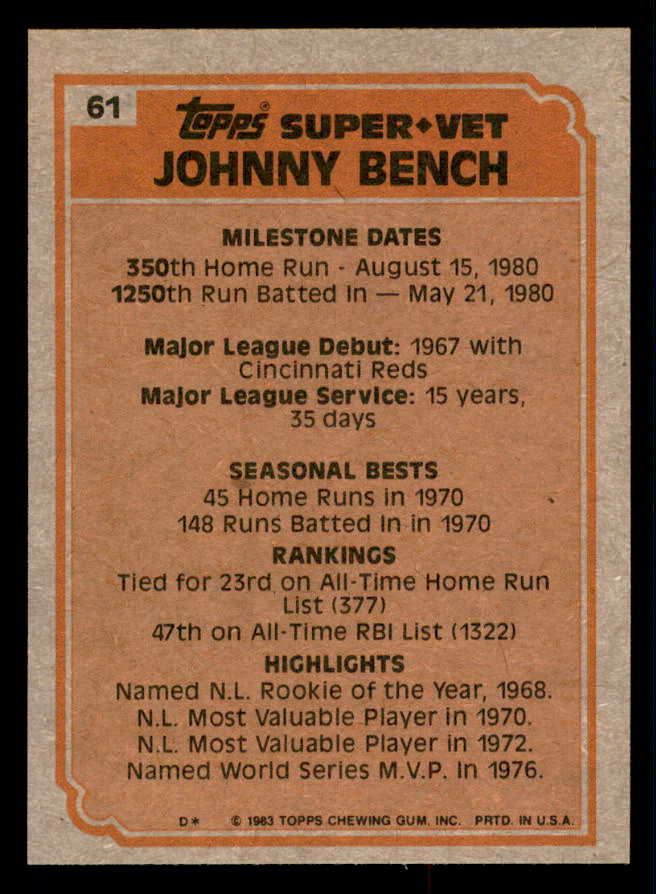 61
Topps® SUPER♦VET
JOHNNY BENCH
MILESTONE DATES
350th Home Run - August 15, 1980
1250th Run Batted In — May 21, 1980
Major League Debut: 1967 with
Cincinnati Reds
Major League Service: 15 years,
35 days
SEASONAL BESTS
45 Home Runs in 1970
148 Runs Batted In in 1970
RANKINGS
Tied for 23rd on All-Time Home Run
List (377)
47th on All-Time RBI List (1322)
HIGHLIGHTS
Named N.L. Rookie of the Year, 1968.
N.L. Most Valuable Player in 1970.
N.L. Most Valuable Player in 1972.
Named World Series M.V.P. in 1976.
D* © 1983 TOPPS CHEWING GUM, INC. PRTD. IN U.S.A.